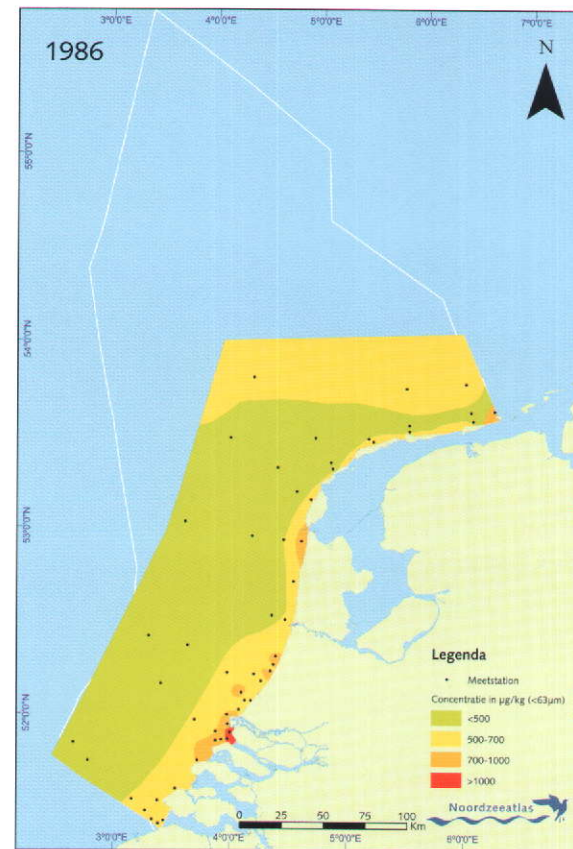 1986
3°0'0"E 4°0'0"E 5°0'0"E 6°0'0"E 7°0'0"E
N
55°0'0"N
54°0'0"N
53°0'0"N
52°0'0"N
Legenda
Meetstation
Concentratie in µg/kg (<63µm)
<500
500-700
700-1000
>1000
Noordzeeatlas
0 25 50 75 100
Km
3°0'0"E 4°0'0"E 5°0'0"E 6°0'0"E